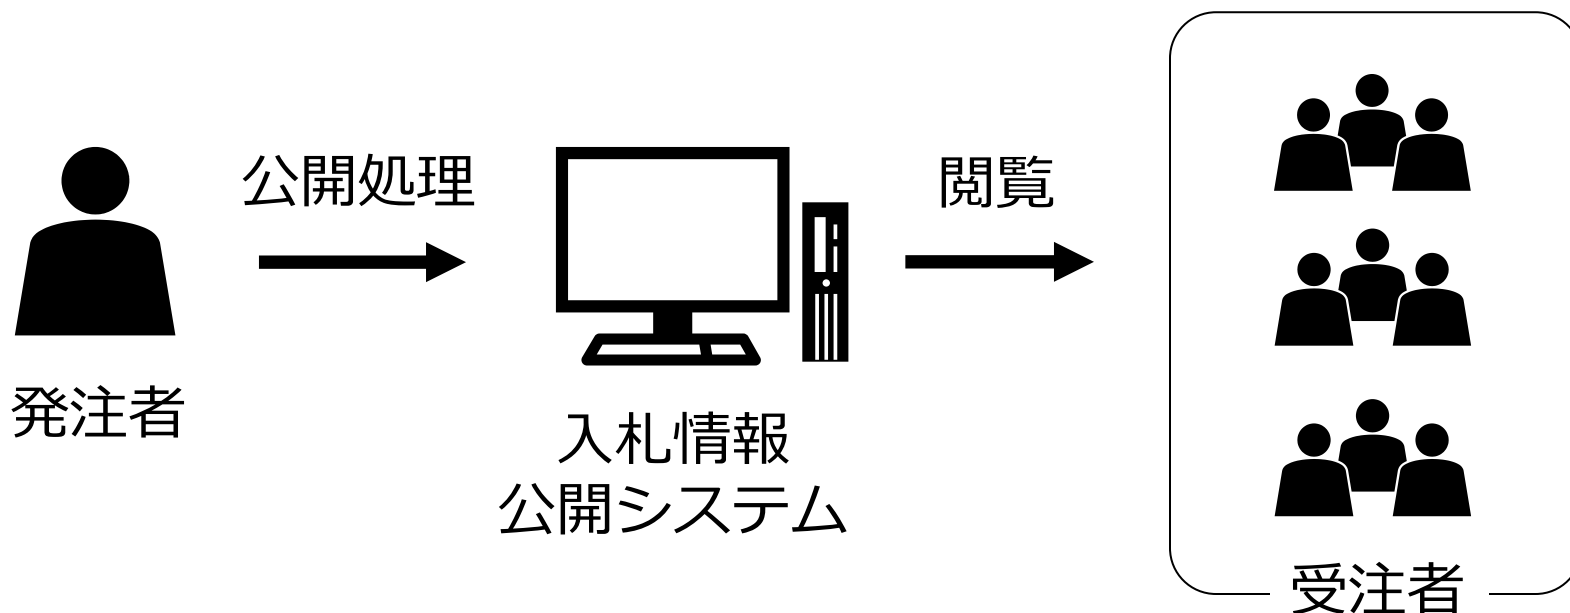 発注者
公開処理
入札情報
公開システム
閲覧
受注者